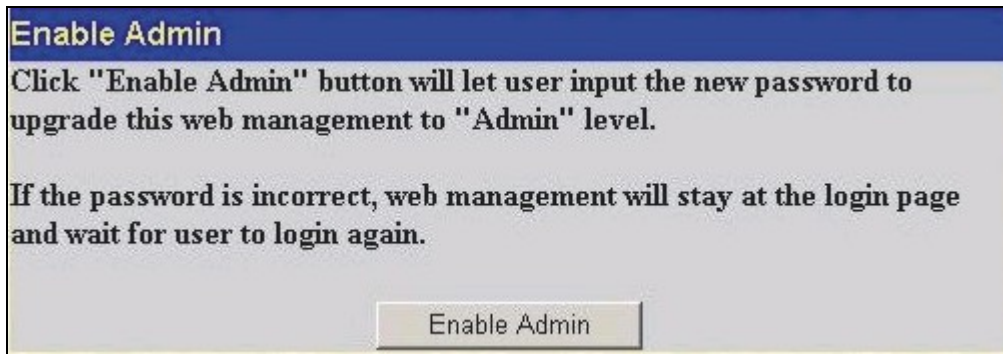 Enable Admin
Click "Enable Admin" button will let user input the new password to
upgrade this web management to "Admin" level.
If the password is incorrect, web management will stay at the login page
and wait for user to login again.
Enable Admin